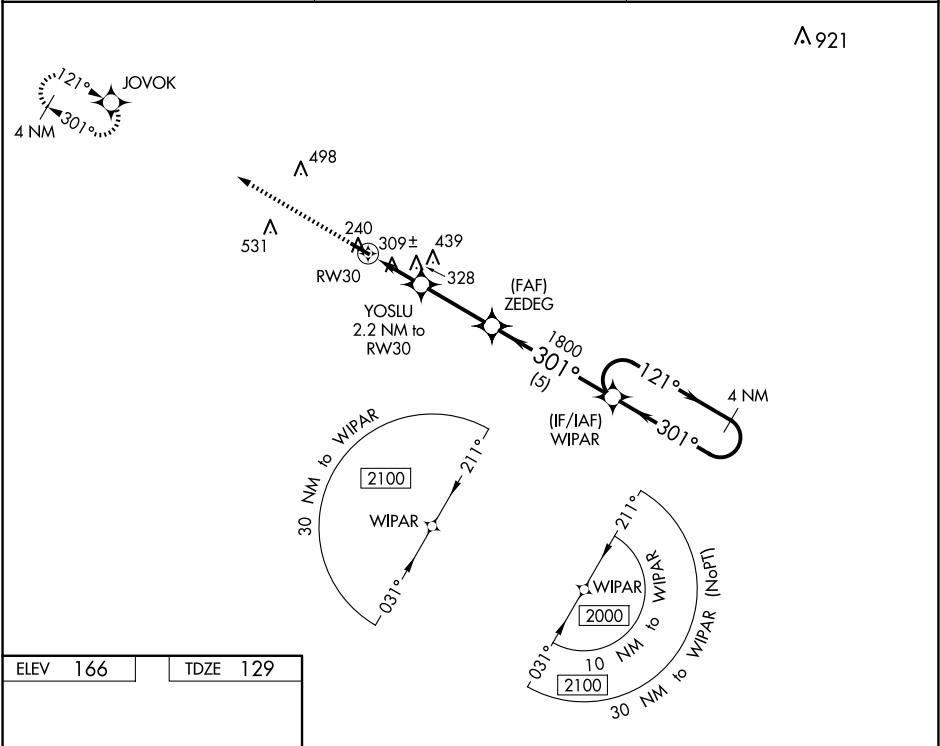 921
121°
JOVOK
301°
4 NM
498
531
240
309±
439
328
RW30
YOSLU
2.2 NM to
RW30
(FAF)
ZEDEG
1800
301°
(5)
121°
4 NM
301°
(IF/IAF)
WIPAR
30 NM to WIPAR
211°
2100
WIPAR
031°
211°
WIPAR
2000
031°
10 NM to WIPAR
2100
30 NM to WIPAR (NoPT)
ELEV 166
TDZE 129